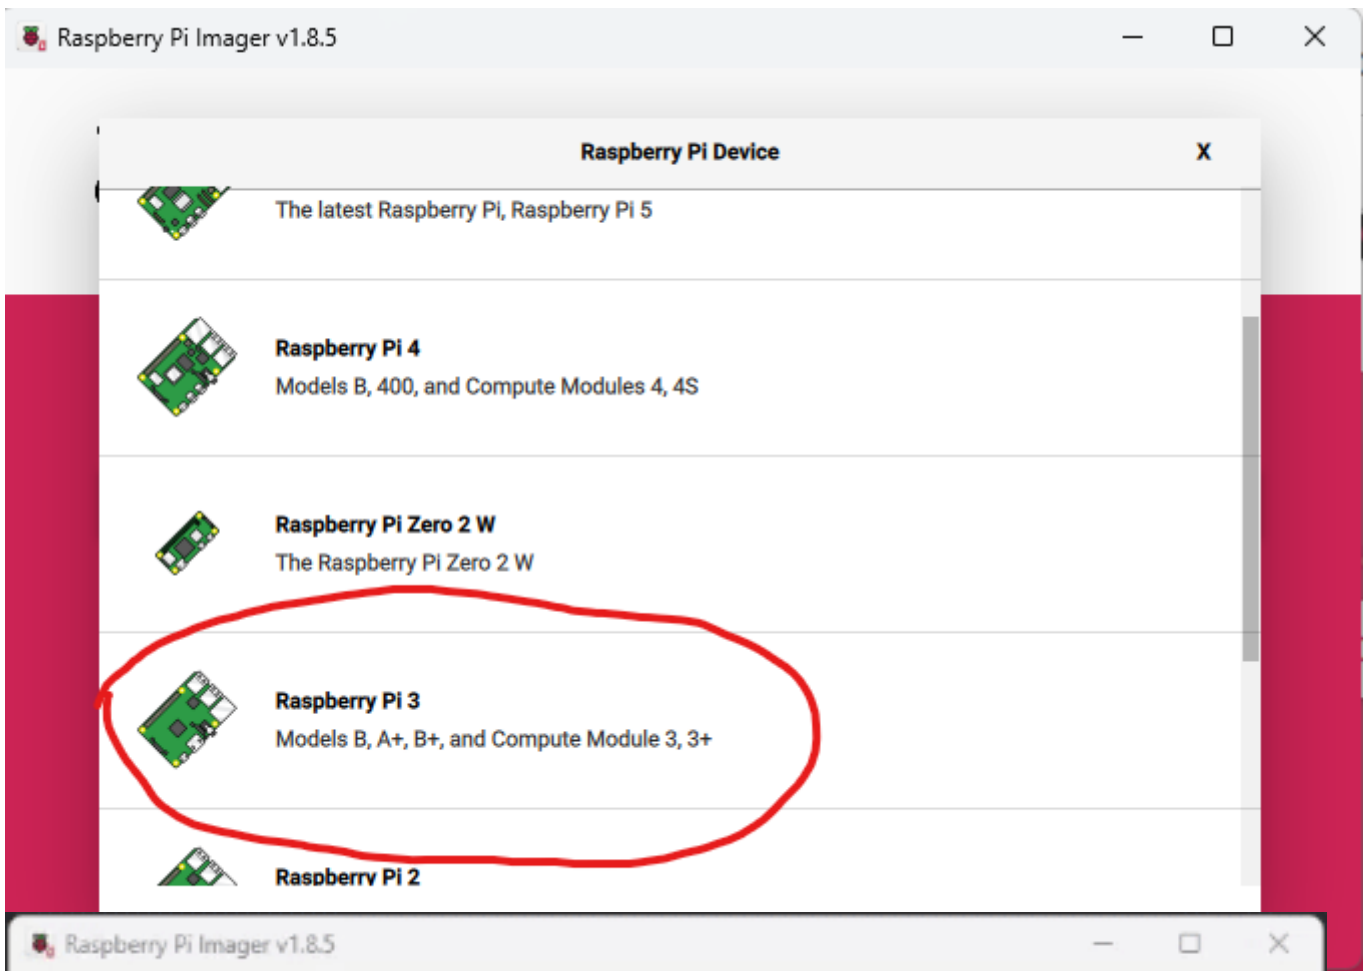 Raspberry Pi Imager v1.8.5
Raspberry Pi Device X
The latest Raspberry Pi, Raspberry Pi 5
Raspberry Pi 4
Models B, 400, and Compute Modules 4, 4S
Raspberry Pi Zero 2 W
The Raspberry Pi Zero 2 W
Raspberry Pi 3
Models B, A+, B+, and Compute Module 3, 3+
Raspberry Pi 2
Raspberry Pi Imager v1.8.5